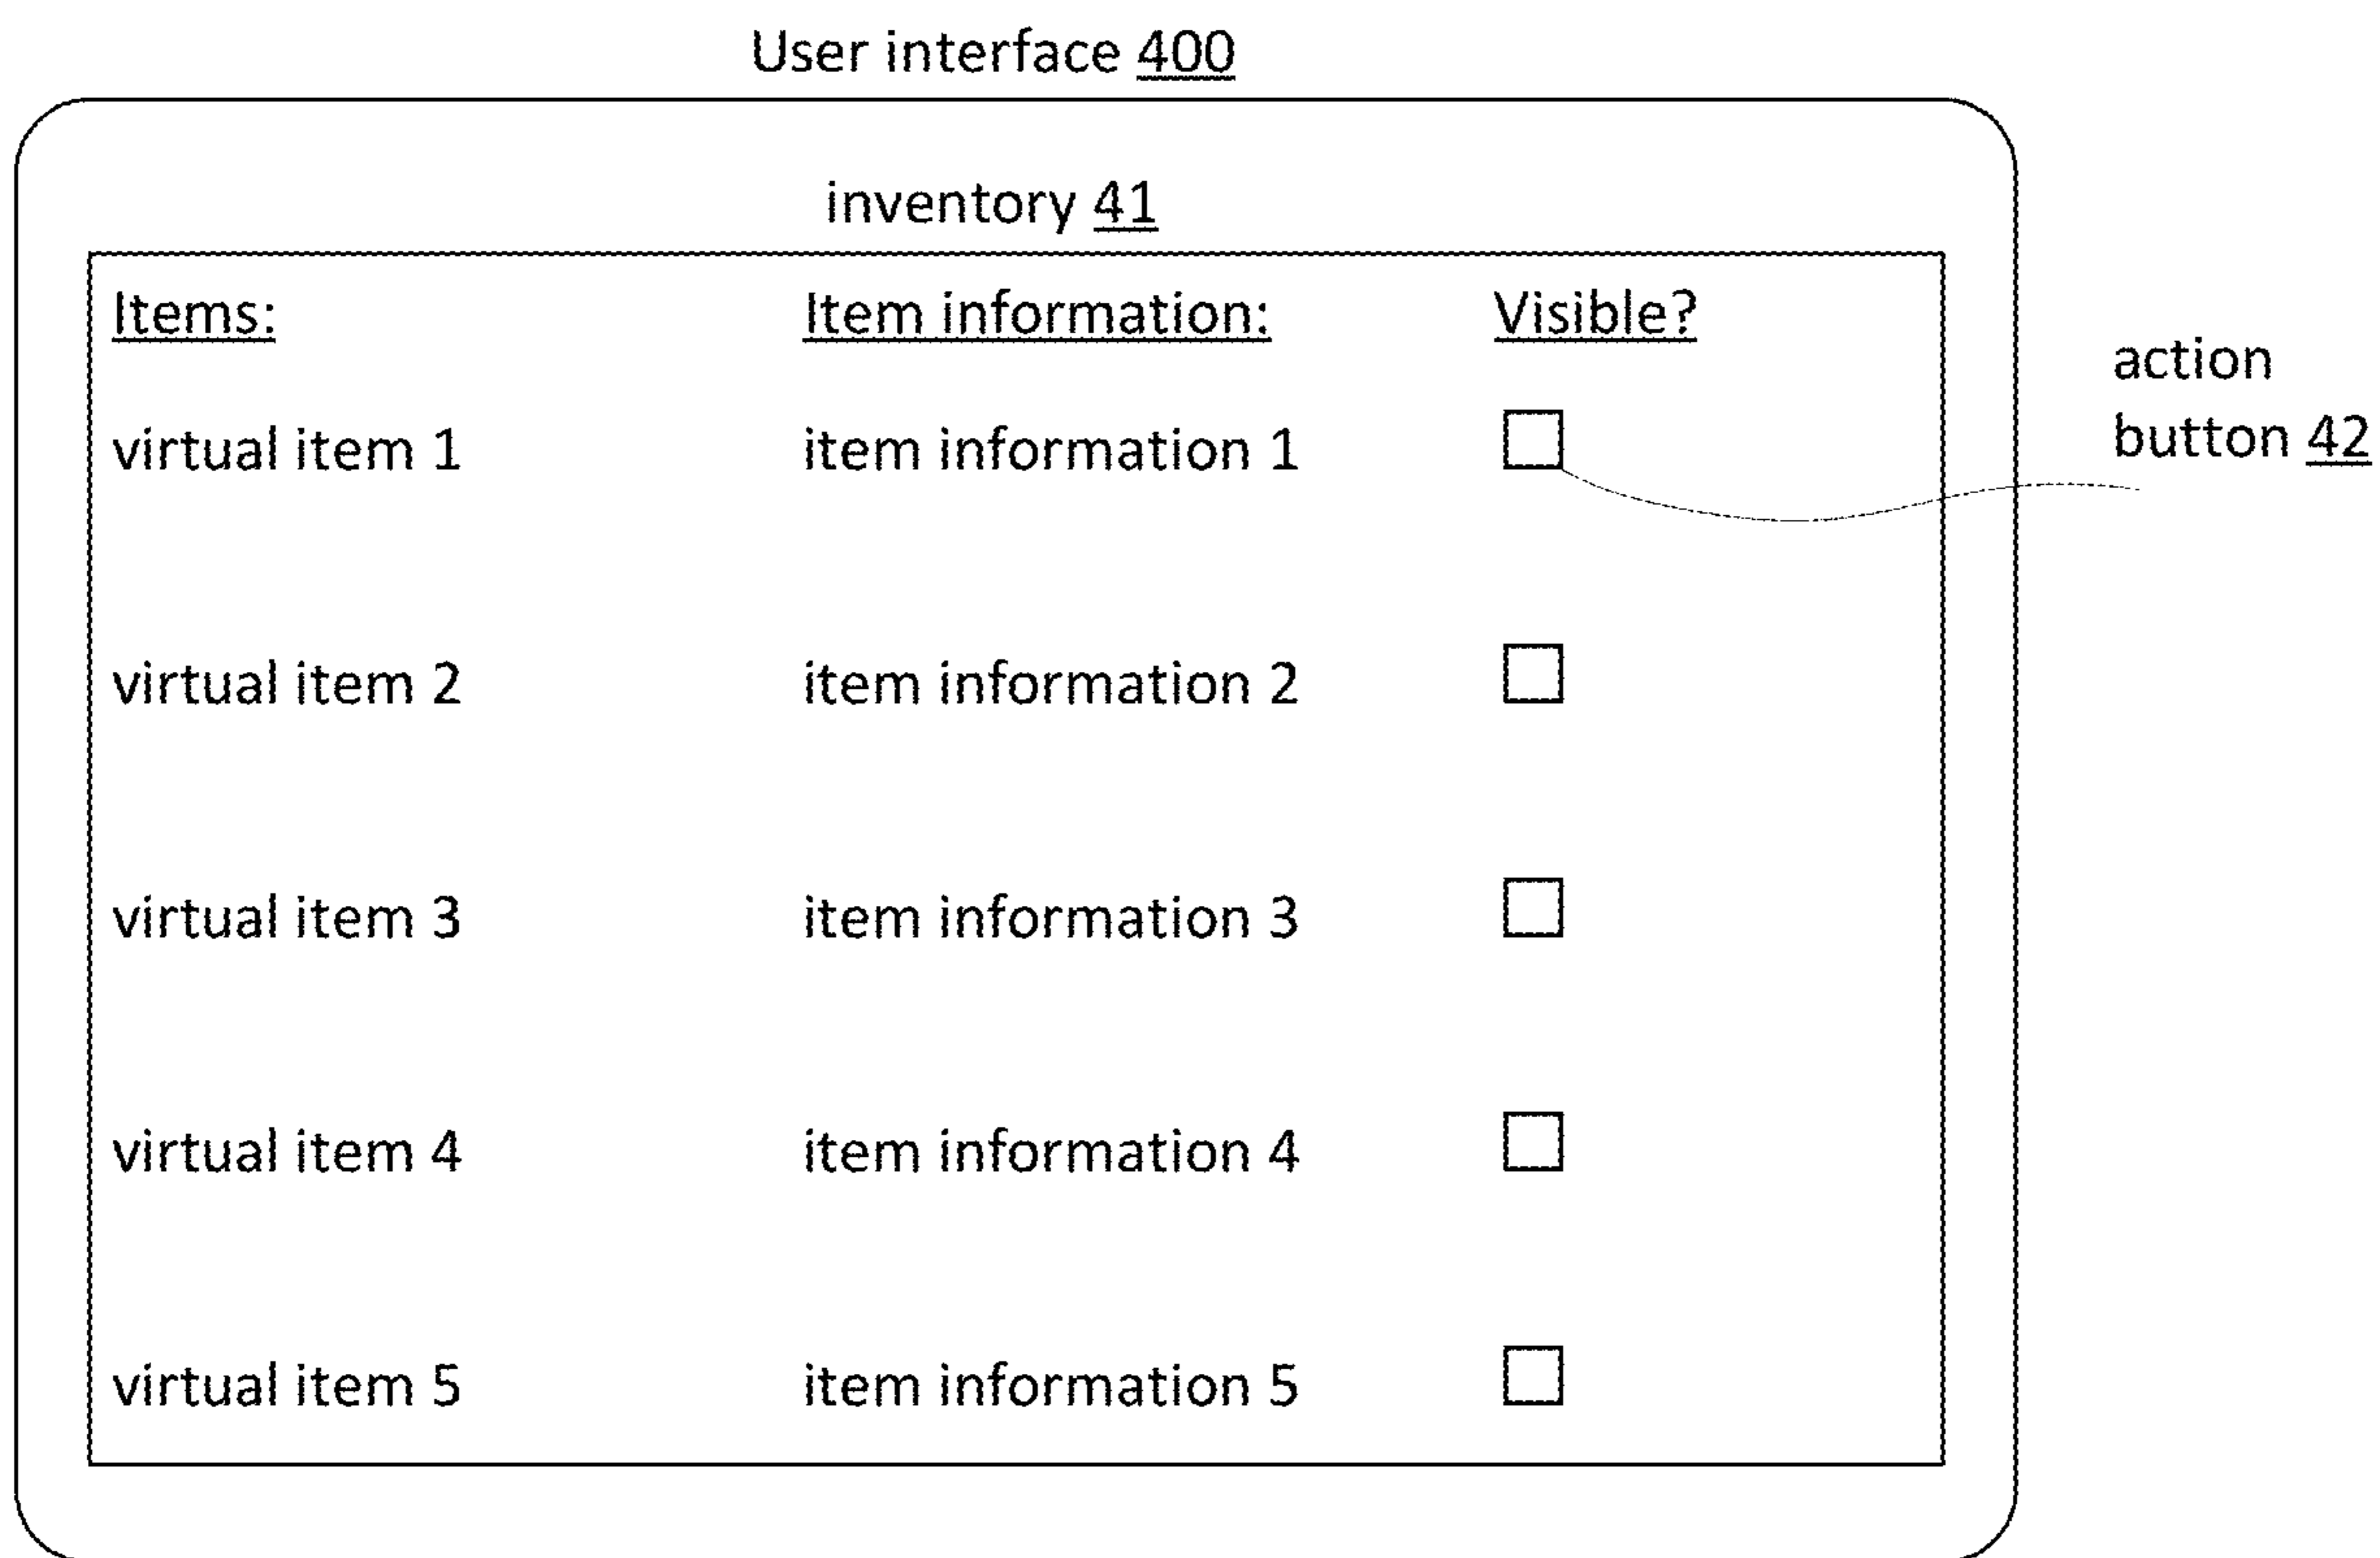 User interface 400
inventory 41
Items: Item information: Visible?
action
button 42
virtual item 1 item information 1
virtual item 2 item information 2
virtual item 3 item information 3
virtual item 4 item information 4
virtual item 5 item information 5